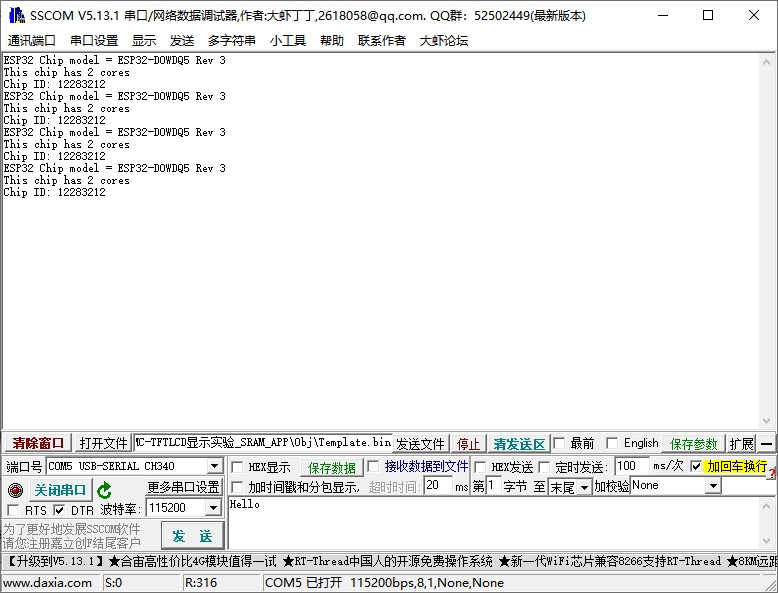 SSCOM V5.13.1 串口/网络数据调试器,作者:大虾丁丁,2618058@qq.com. QQ群: 52502449(最新版本)
通讯端口 串口设置 显示 发送 多字符串 小工具 帮助 联系作者 大虾论坛
ESP32 Chip model = ESP32-D0WDQ5 Rev 3
This chip has 2 cores
Chip ID: 12283212
ESP32 Chip model = ESP32-D0WDQ5 Rev 3
This chip has 2 cores
Chip ID: 12283212
ESP32 Chip model = ESP32-D0WDQ5 Rev 3
This chip has 2 cores
Chip ID: 12283212
ESP32 Chip model = ESP32-D0WDQ5 Rev 3
This chip has 2 cores
Chip ID: 12283212
清除窗口 打开文件 C-TFTLCD显示实验_SRAM_APP\Obj\Template.bin 发送文件 停止 清发送区 最前 English 保存参数 扩展
端口号 COM5 USB-SERIAL CH340 HEX显示 保存数据 接收数据到文件 HEX发送 定时发送: 100 ms/次 加回车换行
关闭串口 更多串口设置 加时间戳和分包显示, 超时时间: 20 ms 第1 字节 至 末尾 加校验 None
RTS DTR 波特率: 115200 Hello
为了更好地发展SSCOM软件
请您注册嘉立创F结尾客户
发 送
【升级到V5.13.1】★合宙高性价比4G模块值得一试 ★RT-Thread中国人的开源免费操作系统 ★新一代WiFi芯片兼容8266支持RT-Thread ★8KM远距
www.daxia.com S:0 R:316 COM5 已打开 115200bps,8,1,None,None